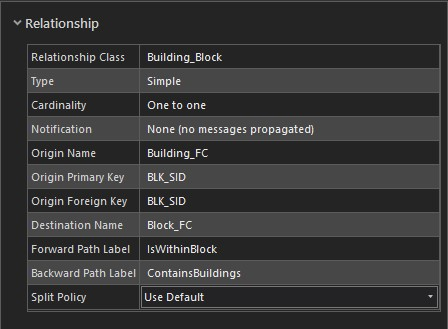 Relationship
Relationship Class Building_Block
Type Simple
Cardinality One to one
Notification None (no messages propagated)
Origin Name Building_FC
Origin Primary Key BLK_SID
Origin Foreign Key BLK_SID
Destination Name Block_FC
Forward Path Label IsWithinBlock
Backward Path Label ContainsBuildings
Split Policy Use Default